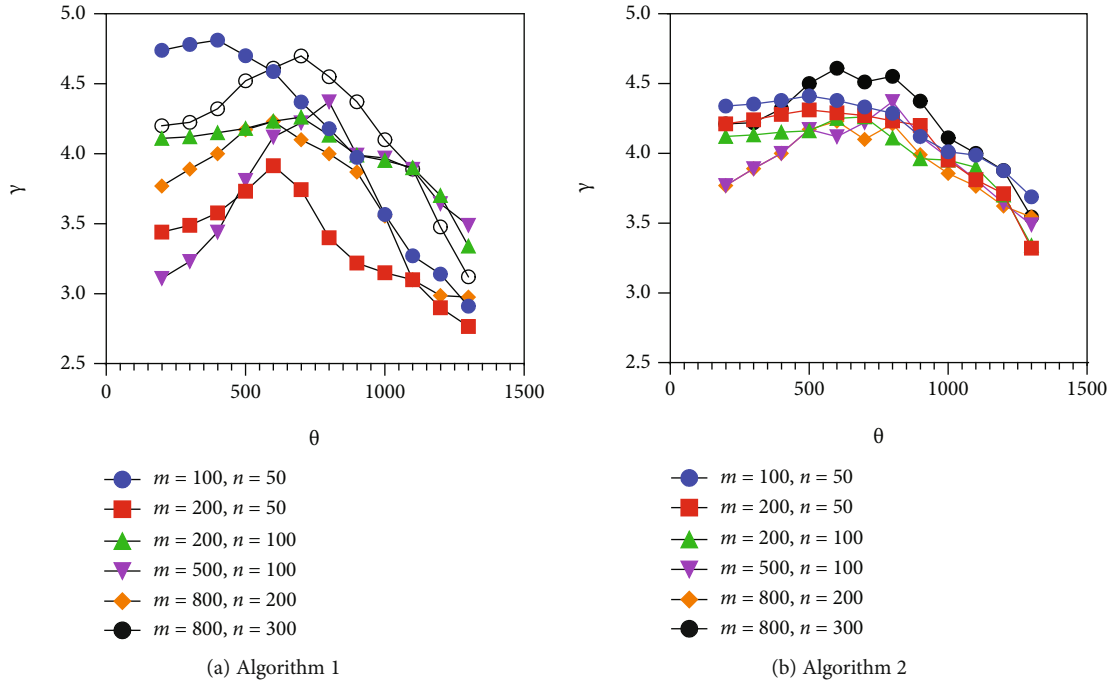 5.0
4.5
4.0
3.5
3.0
2.5
γ
0
500
1000
1500
θ
m = 100, n = 50
m = 200, n = 50
m = 200, n = 100
m = 500, n = 100
m = 800, n = 200
m = 800, n = 300
(a) Algorithm 1
5.0
4.5
4.0
3.5
3.0
2.5
γ
0
500
1000
1500
θ
m = 100, n = 50
m = 200, n = 50
m = 200, n = 100
m = 500, n = 100
m = 800, n = 200
m = 800, n = 300
(b) Algorithm 2